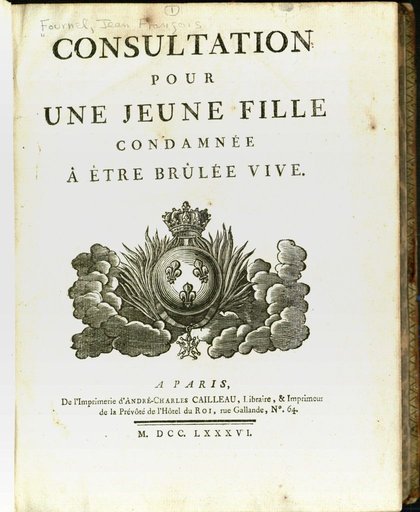 1
Fournel, Jean François
CONSULTATION
POUR
UNE JEUNE FILLE
CONDAMNÉE
À ÊTRE BRÛLÉE VIVE.
A PARIS,
De l'Imprimerie d'ANDRÉ-CHARLES CAILLEAU, Libraire, & Imprimeur
de la Prévôté de l'Hôtel du ROI, rue Gallande, Nº. 64.
M. DCC. LXXXVI.